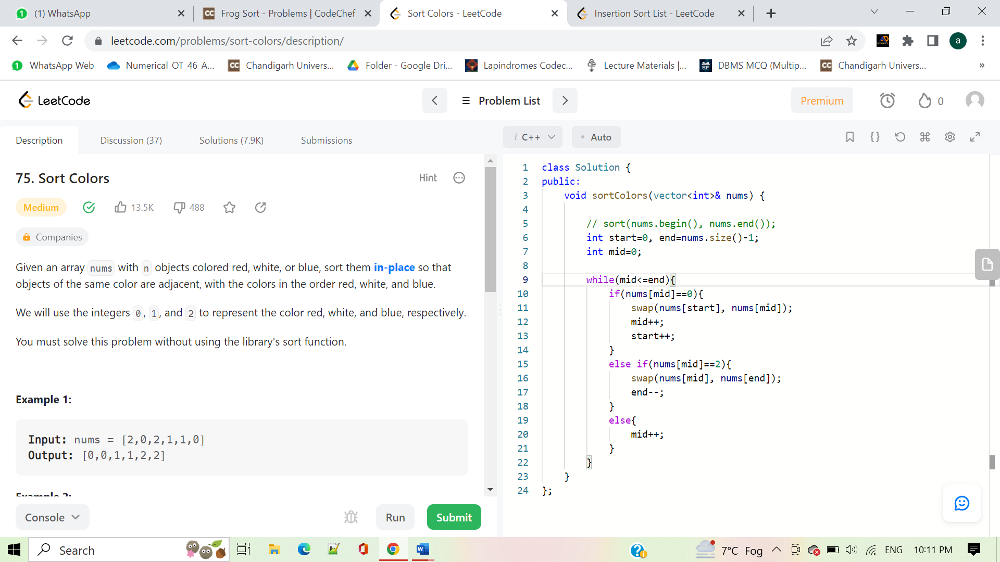 (1) WhatsApp
Frog Sort - Problems | CodeChef
Sort Colors - LeetCode
Insertion Sort List - LeetCode
leetcode.com/problems/sort-colors/description/
a
WhatsApp Web
Numerical_OT_46_A...
Chandigarh Univers...
Folder - Google Dri...
Lapindromes Codec...
Lecture Materials |...
DBMS MCQ (Multip...
Chandigarh Univers...
»
LeetCode
Problem List
Premium
0
Description
Discussion (37)
Solutions (7.9K)
Submissions
75. Sort Colors
Hint
Medium
13.5K
488
Companies
Given an array nums with n objects colored red, white, or blue, sort them in-place so that
objects of the same color are adjacent, with the colors in the order red, white, and blue.
We will use the integers 0, 1, and 2 to represent the color red, white, and blue, respectively.
You must solve this problem without using the library's sort function.
Example 1:
Input: nums = [2,0,2,1,1,0]
Output: [0,0,1,1,2,2]
Example 2:
Console
Run
Submit
i C++
• Auto
1 class Solution {
2 public:
3 void sortColors(vector<int>& nums) {
4
5 // sort(nums.begin(), nums.end());
6 int start=0, end=nums.size()-1;
7 int mid=0;
8
9 while(mid<=end){
10 if(nums[mid]==0){
11 swap(nums[start], nums[mid]);
12 mid++;
13 start++;
14 }
15 else if(nums[mid]==2){
16 swap(nums[mid], nums[end]);
17 end--;
18 }
19 else{
20 mid++;
21 }
22 }
23 }
24 };
Search
7°C Fog
ENG
10:11 PM